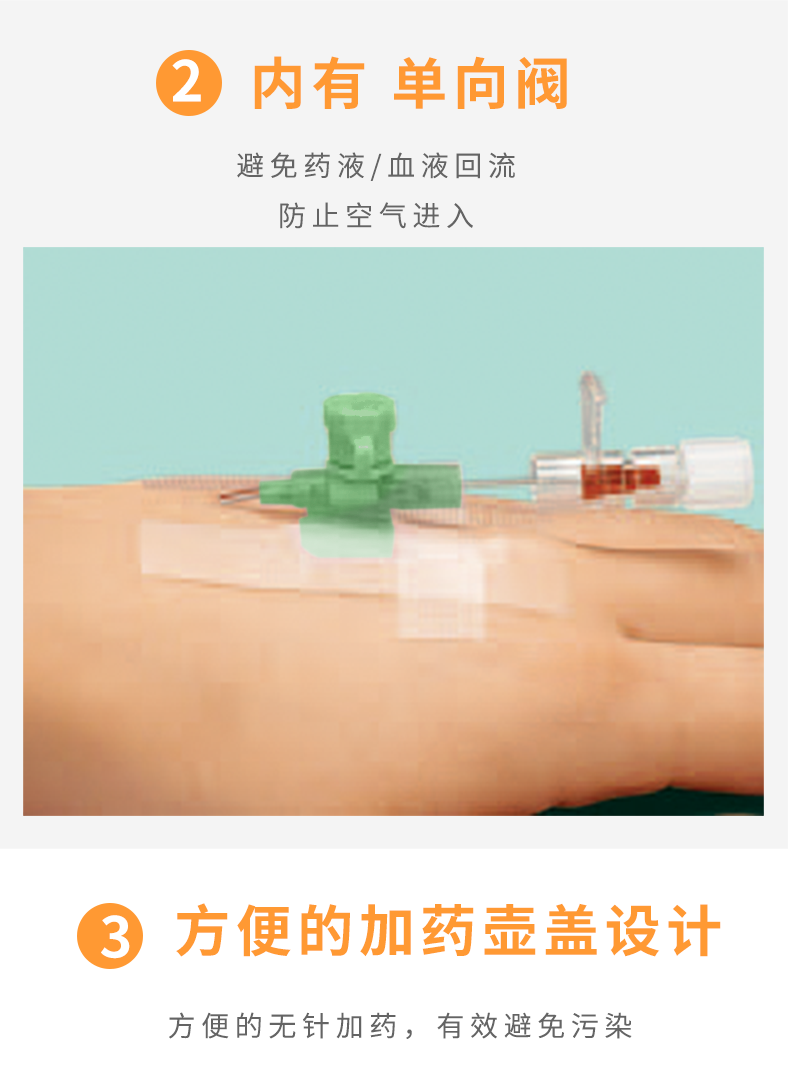 2 内有 单向阀
避免药液/血液回流
防止空气进入
3 方便的加药壶盖设计
方便的无针加药，有效避免污染